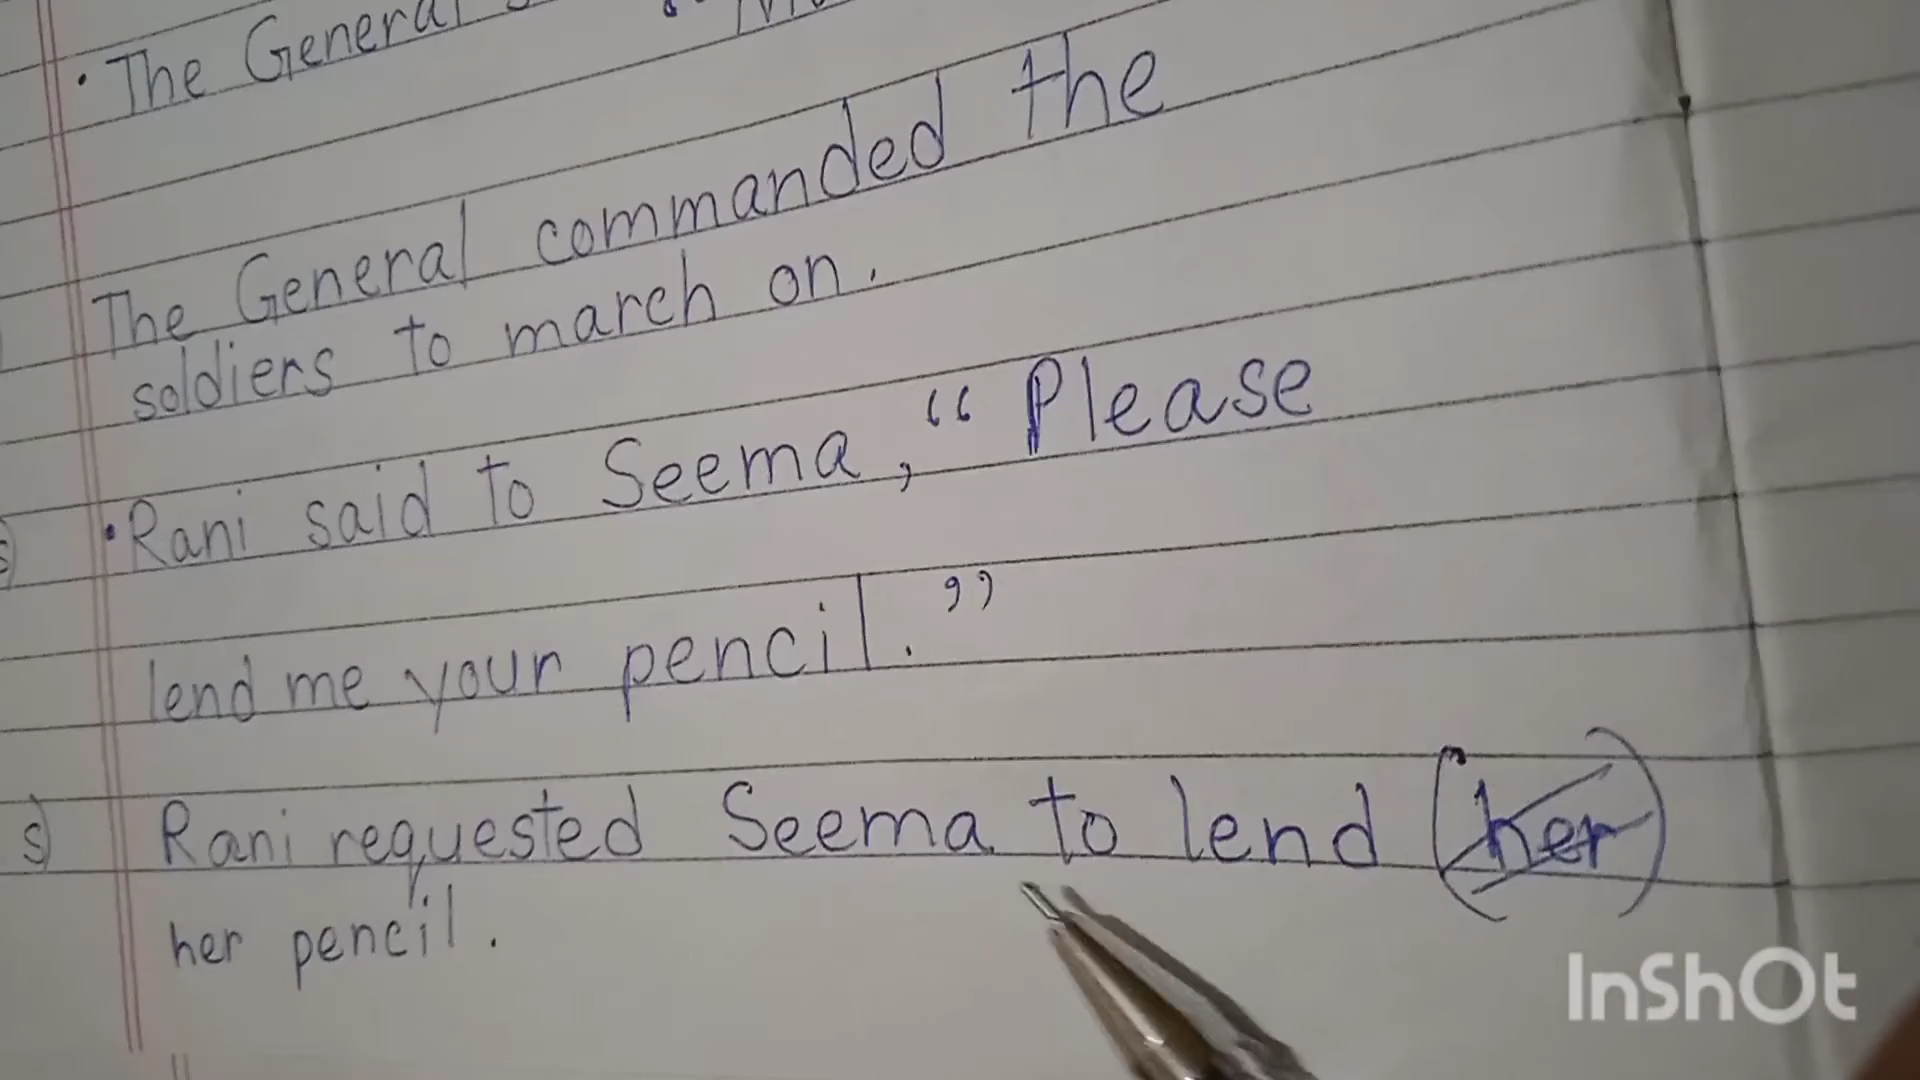 • The General
The General commanded the
soldiers to march on.
• Rani said to Seema, “Please
lend me your pencil.”
s) Rani requested Seema to lend (her)
her pencil.
InShOt